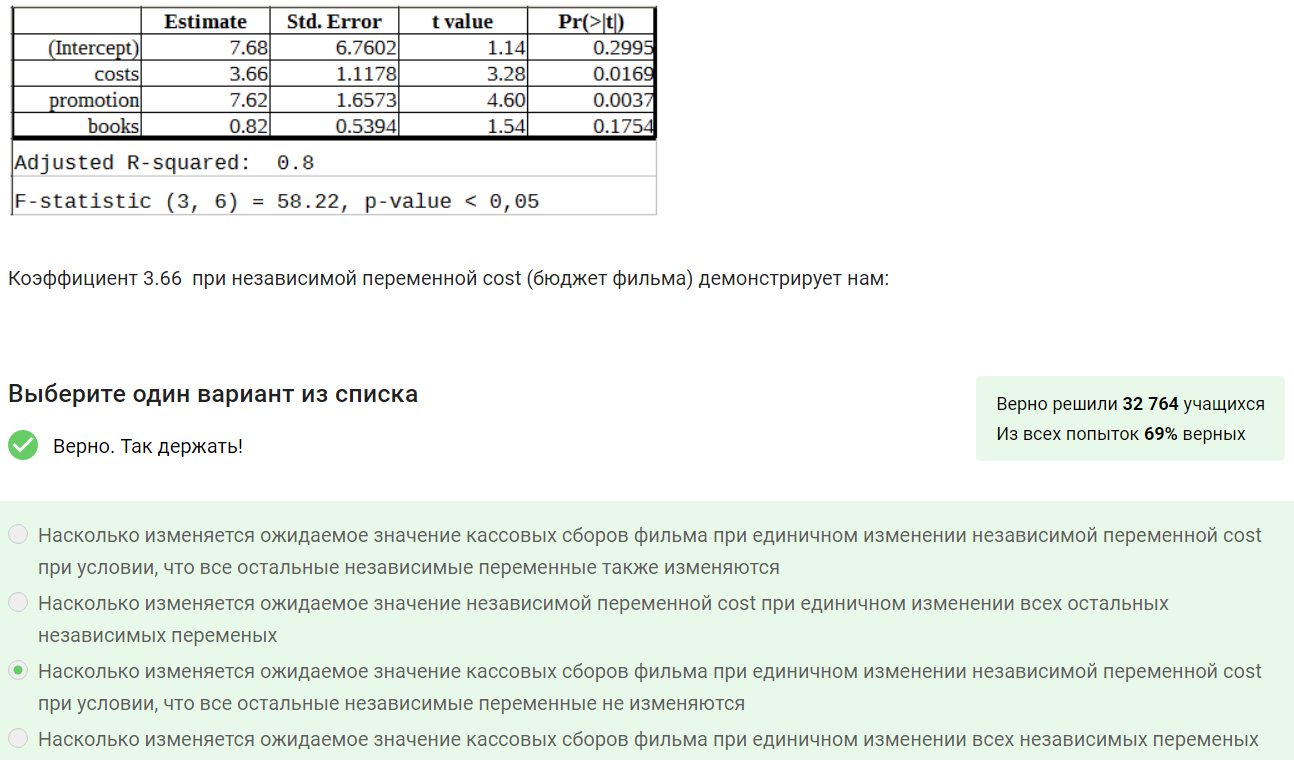 Estimate Std. Error t value Pr(>|t|)
(Intercept) 7.68 6.7602 1.14 0.2995
costs 3.66 1.1178 3.28 0.0169
promotion 7.62 1.6573 4.60 0.0037
books 0.82 0.5394 1.54 0.1754
Adjusted R-squared: 0.8
F-statistic (3, 6) = 58.22, p-value < 0,05
Коэффициент 3.66 при независимой переменной cost (бюджет фильма) демонстрирует нам:
Выберите один вариант из списка
Верно. Так держать!
Верно решили 32 764 учащихся
Из всех попыток 69% верных
Насколько изменяется ожидаемое значение кассовых сборов фильма при единичном изменении независимой переменной cost
при условии, что все остальные независимые переменные также изменяются
Насколько изменяется ожидаемое значение независимой переменной cost при единичном изменении всех остальных
независимых переменых
Насколько изменяется ожидаемое значение кассовых сборов фильма при единичном изменении независимой переменной cost
при условии, что все остальные независимые переменные не изменяются
Насколько изменяется ожидаемое значение кассовых сборов фильма при единичном изменении всех независимых переменых